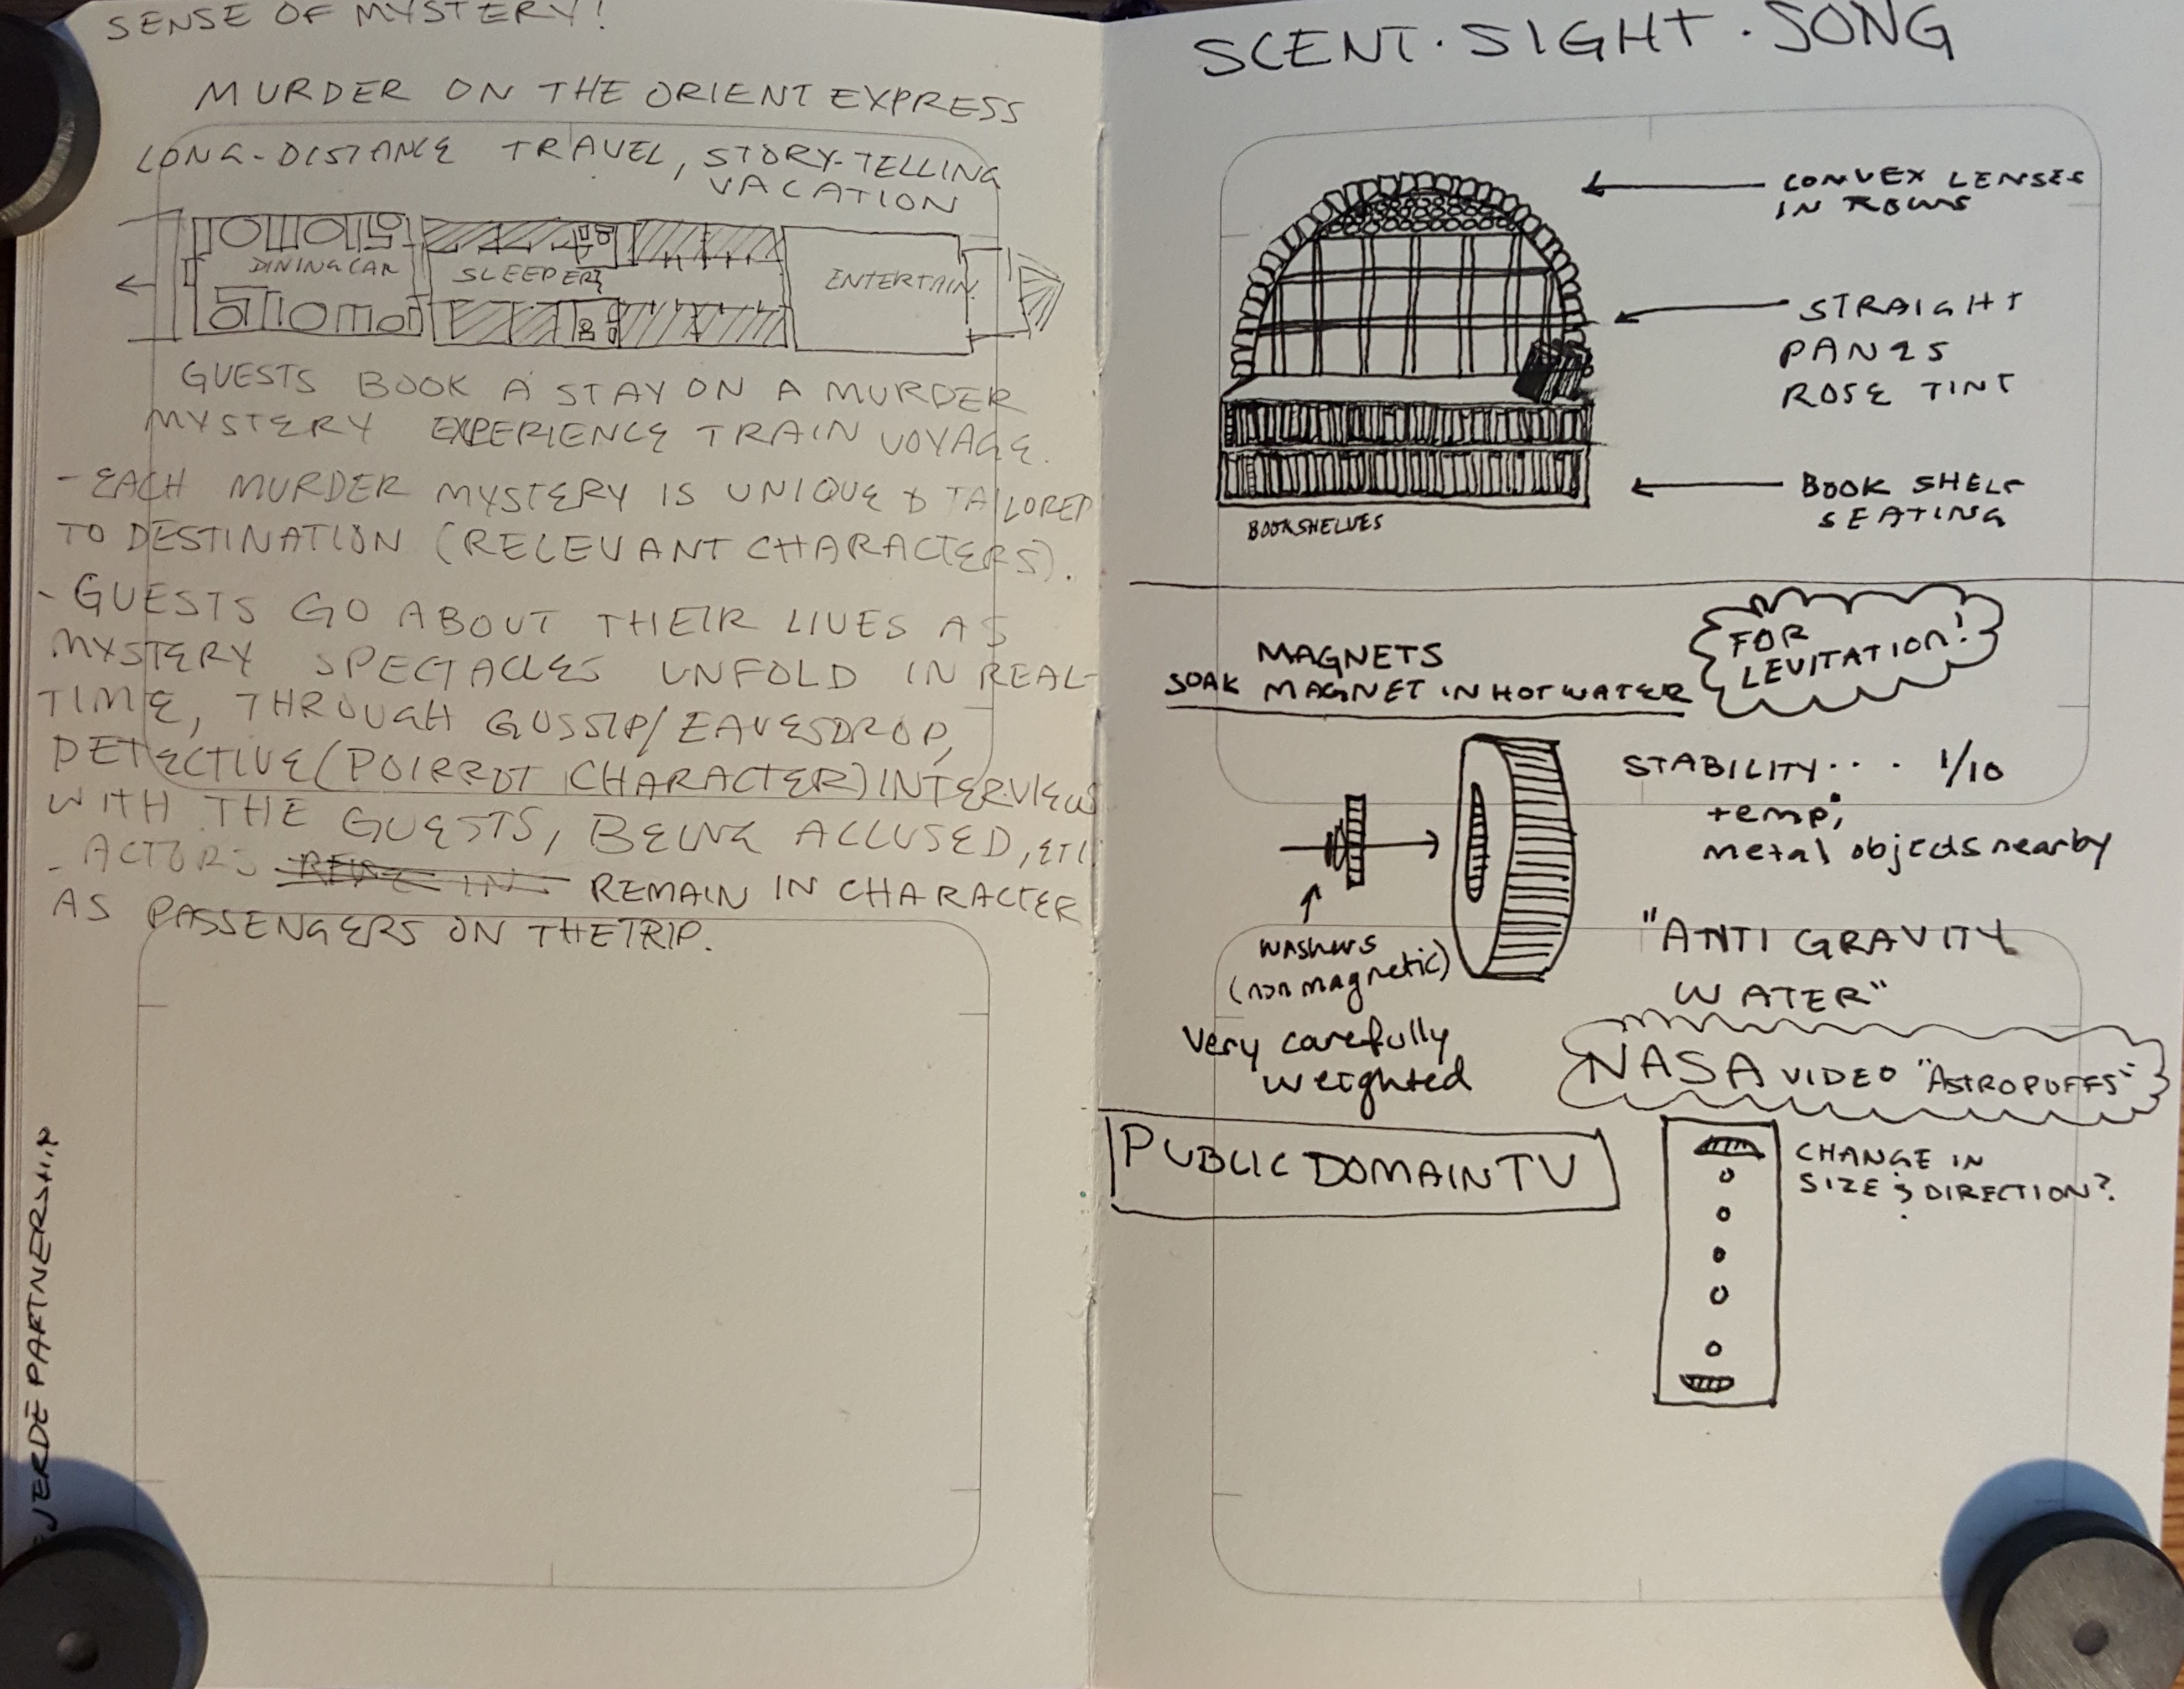 SENSE OF MYSTERY!
MURDER ON THE ORIENT EXPRESS
LONG-DISTANCE TRAVEL, STORY-TELLING
VACATION
DINING CAR
SLEEPER
ENTERTAIN
GUESTS BOOK A STAY ON A MURDER
MYSTERY EXPERIENCE TRAIN VOYAGE.
- EACH MURDER MYSTERY IS UNIQUE & TAILORED
TO DESTINATION (RELEVANT CHARACTERS).
- GUESTS GO ABOUT THEIR LIVES AS
MYSTERY SPECTACLES UNFOLD IN REAL-
TIME, THROUGH GOSSIP/EAVESDROP,
DETECTIVE (POIRROT CHARACTER) INTERVIEWS
WITH THE GUESTS, BEING ACCUSED, ETC
- ACTORS REMAIN IN CHARACTER
AS PASSENGERS ON THE TRIP.
JERDE PARTNERSHIP
SCENT · SIGHT · SONG
CONVEX LENSES
IN ROWS
STRAIGHT
PANES
ROSE TINT
BOOK SHELF
SEATING
BOOKSHELVES
MAGNETS
SOAK MAGNET IN HOT WATER
FOR
LEVITATION!
STABILITY... 1/10
temp,
metal objects nearby
washers
(non magnetic)
Very carefully
weighted
"ANTI GRAVITY
WATER"
NASA VIDEO "ASTROPUFFS"
PUBLIC DOMAIN TV
CHANGE IN
SIZE & DIRECTION?